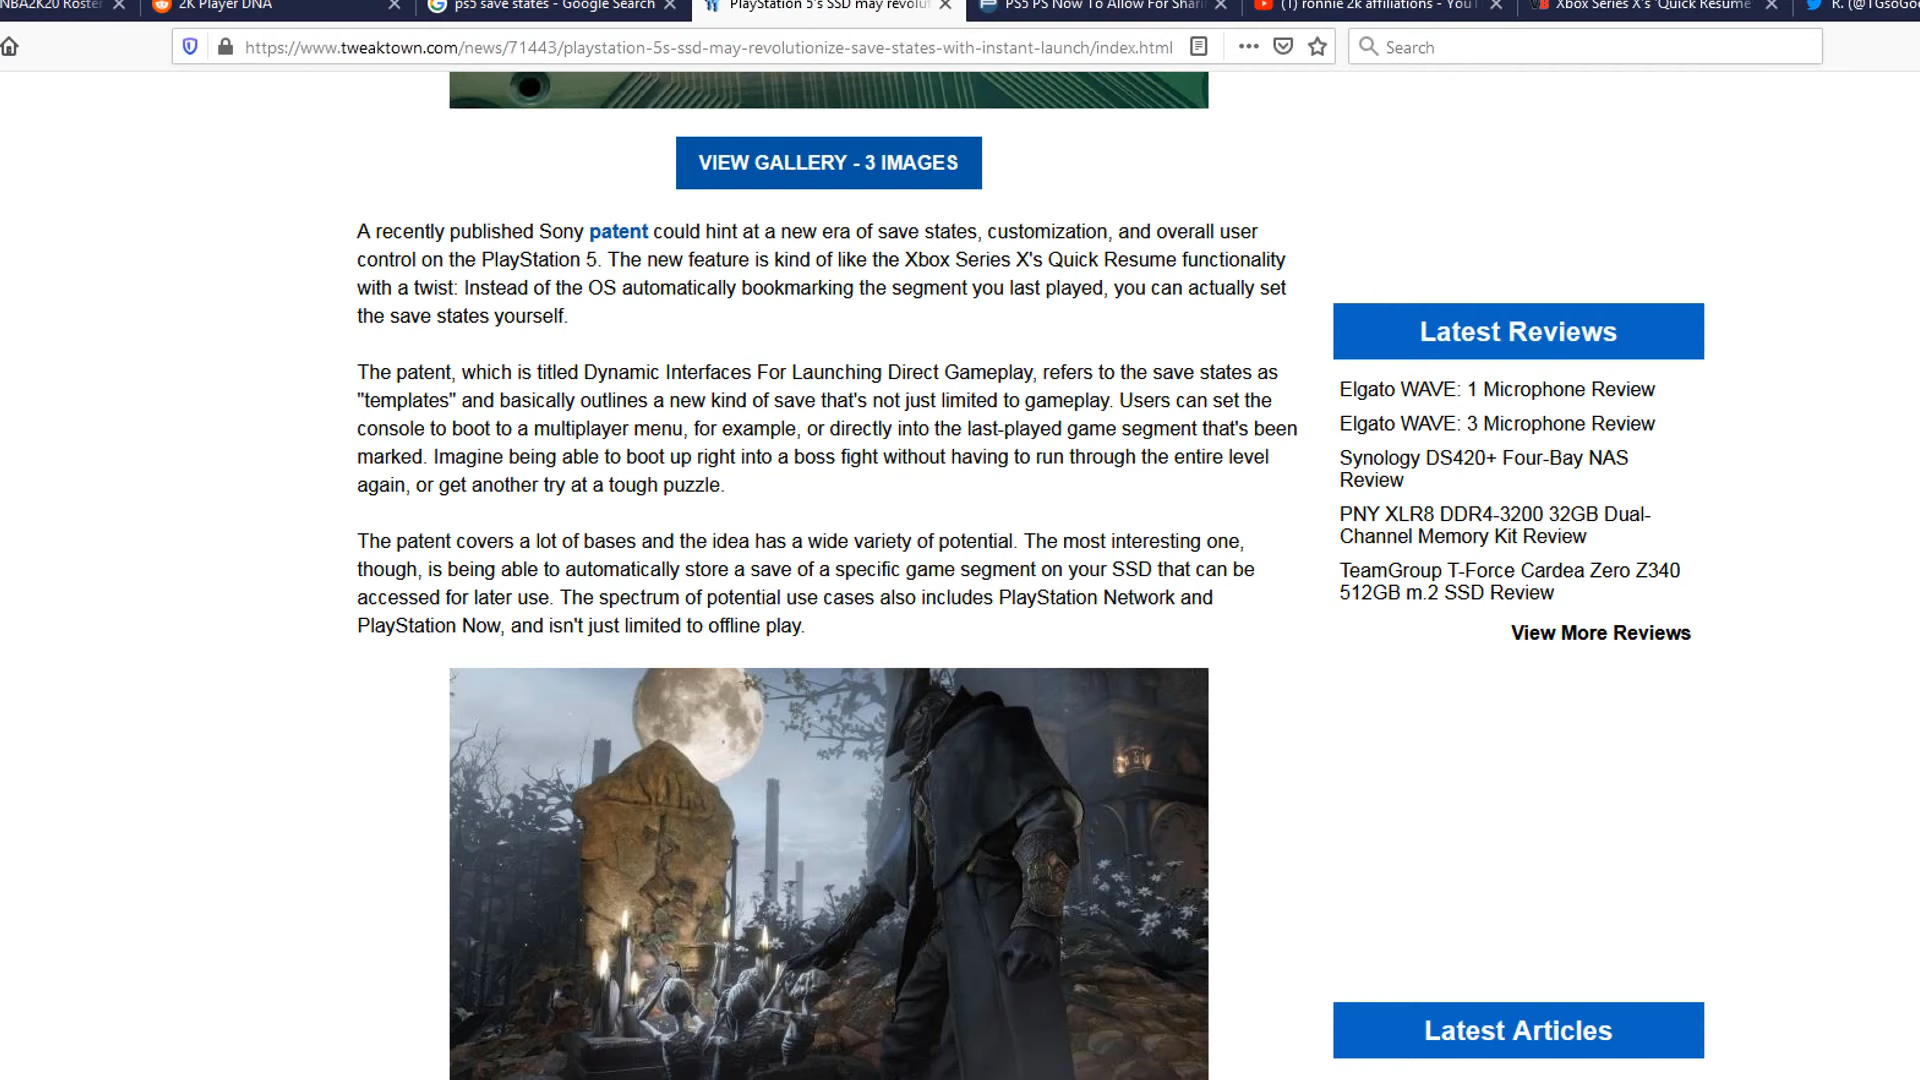 NBA2K20 Roster
2K Player DNA
ps5 save states - Google Search
PlayStation 5's SSD may revolut
PS5 PS Now To Allow For Shari
(1) ronnie 2k affiliations - YouT
Xbox Series X's 'Quick Resume'
R. (@TGsoGoo
https://www.tweaktown.com/news/71443/playstation-5s-ssd-may-revolutionize-save-states-with-instant-launch/index.html
Search
VIEW GALLERY - 3 IMAGES
A recently published Sony patent could hint at a new era of save states, customization, and overall user
control on the PlayStation 5. The new feature is kind of like the Xbox Series X's Quick Resume functionality
with a twist: Instead of the OS automatically bookmarking the segment you last played, you can actually set
the save states yourself.
The patent, which is titled Dynamic Interfaces For Launching Direct Gameplay, refers to the save states as
"templates" and basically outlines a new kind of save that's not just limited to gameplay. Users can set the
console to boot to a multiplayer menu, for example, or directly into the last-played game segment that's been
marked. Imagine being able to boot up right into a boss fight without having to run through the entire level
again, or get another try at a tough puzzle.
The patent covers a lot of bases and the idea has a wide variety of potential. The most interesting one,
though, is being able to automatically store a save of a specific game segment on your SSD that can be
accessed for later use. The spectrum of potential use cases also includes PlayStation Network and
PlayStation Now, and isn't just limited to offline play.
Latest Reviews
Elgato WAVE: 1 Microphone Review
Elgato WAVE: 3 Microphone Review
Synology DS420+ Four-Bay NAS
Review
PNY XLR8 DDR4-3200 32GB Dual-
Channel Memory Kit Review
TeamGroup T-Force Cardea Zero Z340
512GB m.2 SSD Review
View More Reviews
Latest Articles